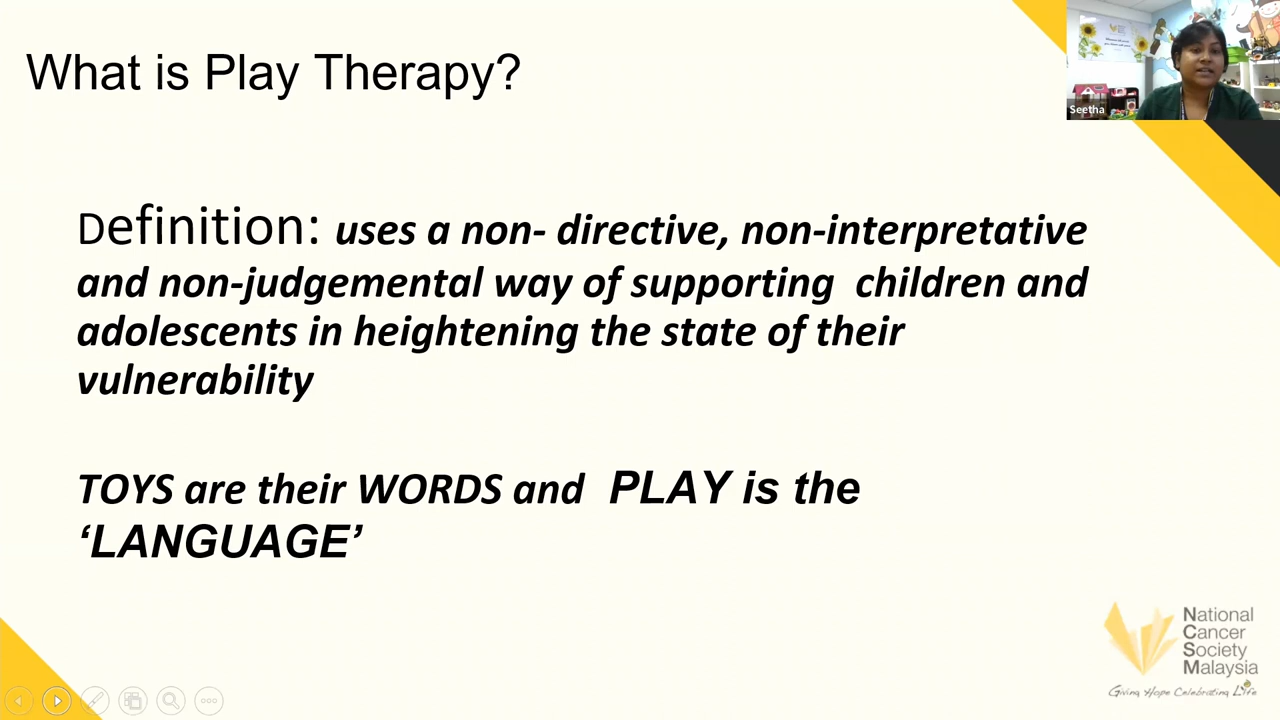 What is Play Therapy?
Seetha
Definition: uses a non- directive, non-interpretative
and non-judgemental way of supporting  children and
adolescents in heightening the state of their
vulnerability
TOYS are their WORDS and  PLAY is the
‘LANGUAGE’
National
Cancer
Society
Malaysia
Giving Hope Celebrating Life